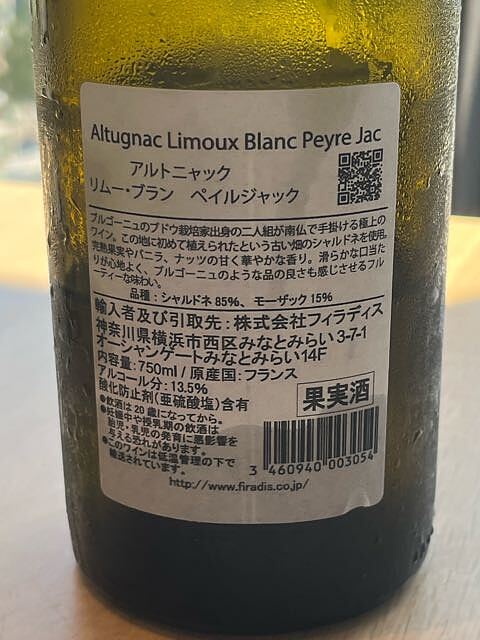 Altugnac Limoux Blanc Peyre Jac
アルトニャック
リムー・ブラン　ペイルジャック
ブルゴーニュのブドウ栽培家出身の二人組が南仏で手掛ける極上の
ワイン。この地に初めて植えられたという古い畑のシャルドネを使用。
完熟果実やバニラ、ナッツの甘く華やかな香り。滑らかな口当た
りが心地よく、ブルゴーニュのような品の良さも感じさせるフル
ーティーな味わい。
品種：シャルドネ 85%、モーザック 15%
輸入者及び引取先：株式会社フィラディス
神奈川県横浜市西区みなとみらい 3-7-1
オーシャンゲートみなとみらい14F
内容量：750ml / 原産国：フランス
アルコール分：13.5%
酸化防止剤(亜硫酸塩)含有
果実酒
●飲酒は 20 歳になってから。
●妊娠中や授乳期の飲酒は
胎児・乳児の発育に悪影響を
与える恐れがあります。
●このワインは低温管理の下で
輸送されています。
3 460940 003054
http://www.firadis.co.jp/